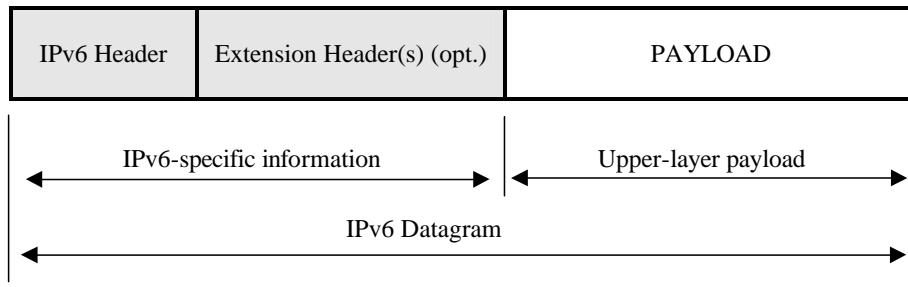 IPv6 Header
Extension Header(s) (opt.)
PAYLOAD
IPv6-specific information
Upper-layer payload
IPv6 Datagram